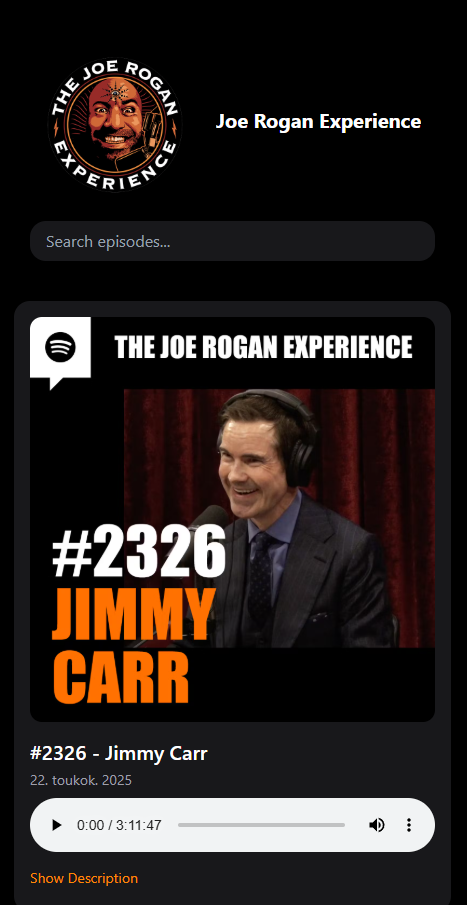 THE JOE ROGAN
EXPERIENCE
Joe Rogan Experience
Search episodes...
THE JOE ROGAN EXPERIENCE
#2326
JIMMY
CARR
#2326 - Jimmy Carr
22. toukok. 2025
0:00 / 3:11:47
Show Description